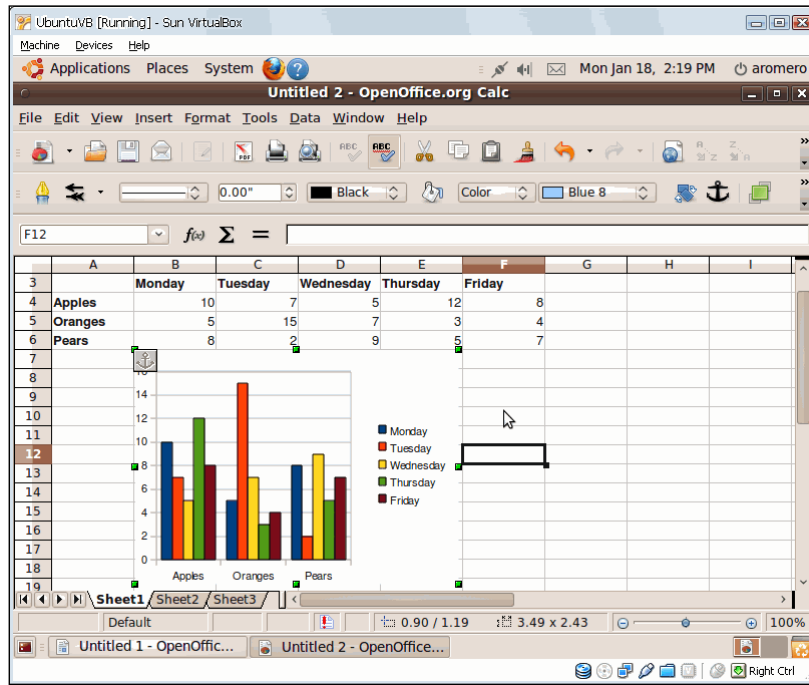 UbuntuVB [Running] - Sun VirtualBox
Machine Devices Help
Applications Places System ? Mon Jan 18, 2:19 PM aromero
Untitled 2 - OpenOffice.org Calc
File Edit View Insert Format Tools Data Window Help
PDF ABC ABC A Z Z A
0.00" Black Color Blue 8
F12 f(x) Σ =
A B C D E F G H I
3 Monday Tuesday Wednesday Thursday Friday
4 Apples 10 7 5 12 8
5 Oranges 5 15 7 3 4
6 Pears 8 2 9 5 7
7
8
9
10
11
12
13
14
15
16
17
18
19
16
14
12
10
8
6
4
2
0
Apples Oranges Pears
Monday
Tuesday
Wednesday
Thursday
Friday
Sheet1 Sheet2 Sheet3
Default 0.90 / 1.19 3.49 x 2.43 100%
Untitled 1 - OpenOffic... Untitled 2 - OpenOffice...
Right Ctrl